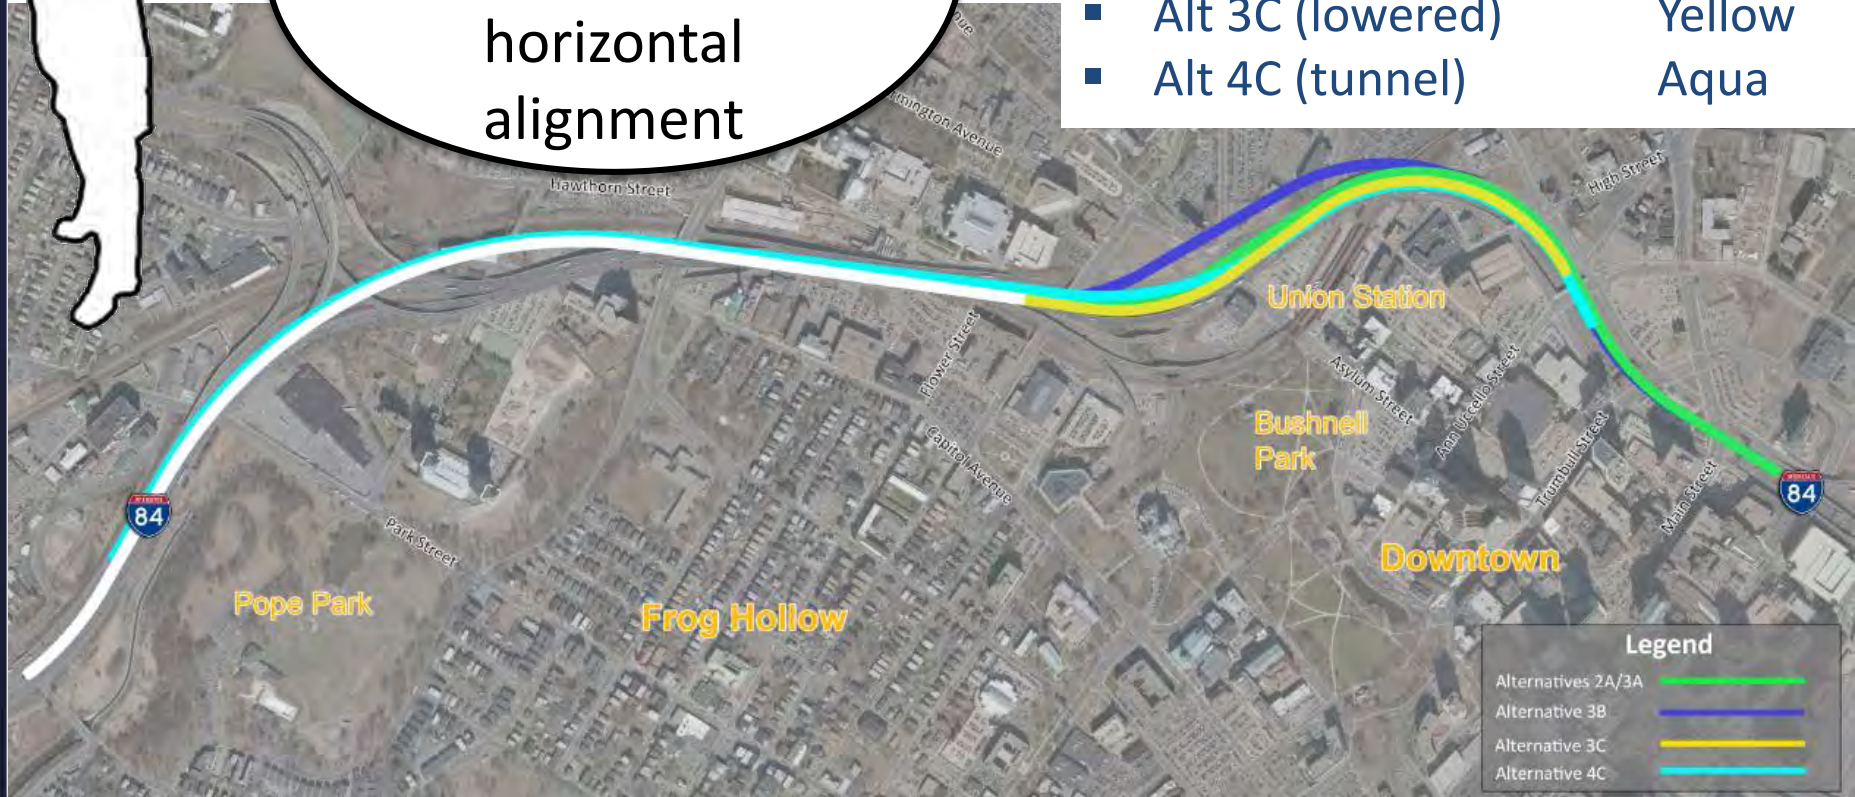 horizontal
alignment
▪ Alt 3C (lowered) Yellow
▪ Alt 4C (tunnel) Aqua
Avenue
Hawthorn Street
High Street
Union Station
Flower Street
Asylum Street
Ann Uccello Street
Bushnell
Park
Capitol Avenue
Trumbull Street
Main Street
84
84
Park Street
Downtown
Pope Park
Frog Hollow
Legend
Alternatives 2A/3A
Alternative 3B
Alternative 3C
Alternative 4C